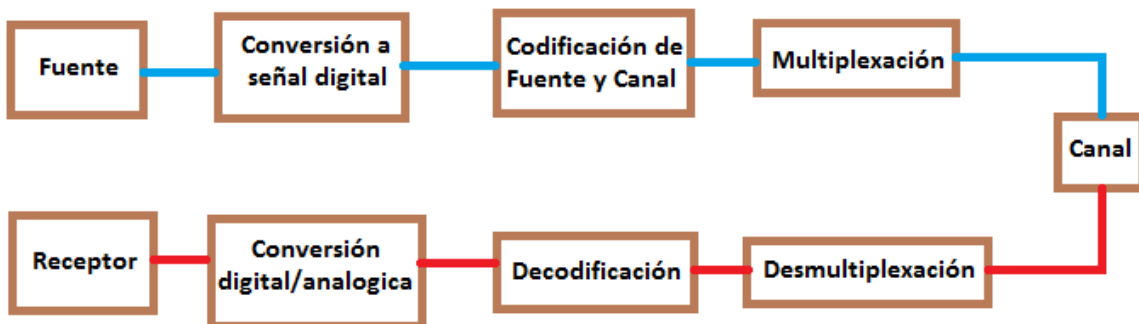 Fuente
Conversión a
señal digital
Codificación de
Fuente y Canal
Multiplexación
Canal
Receptor
Conversión
digital/analogica
Decodificación
Desmultiplexación